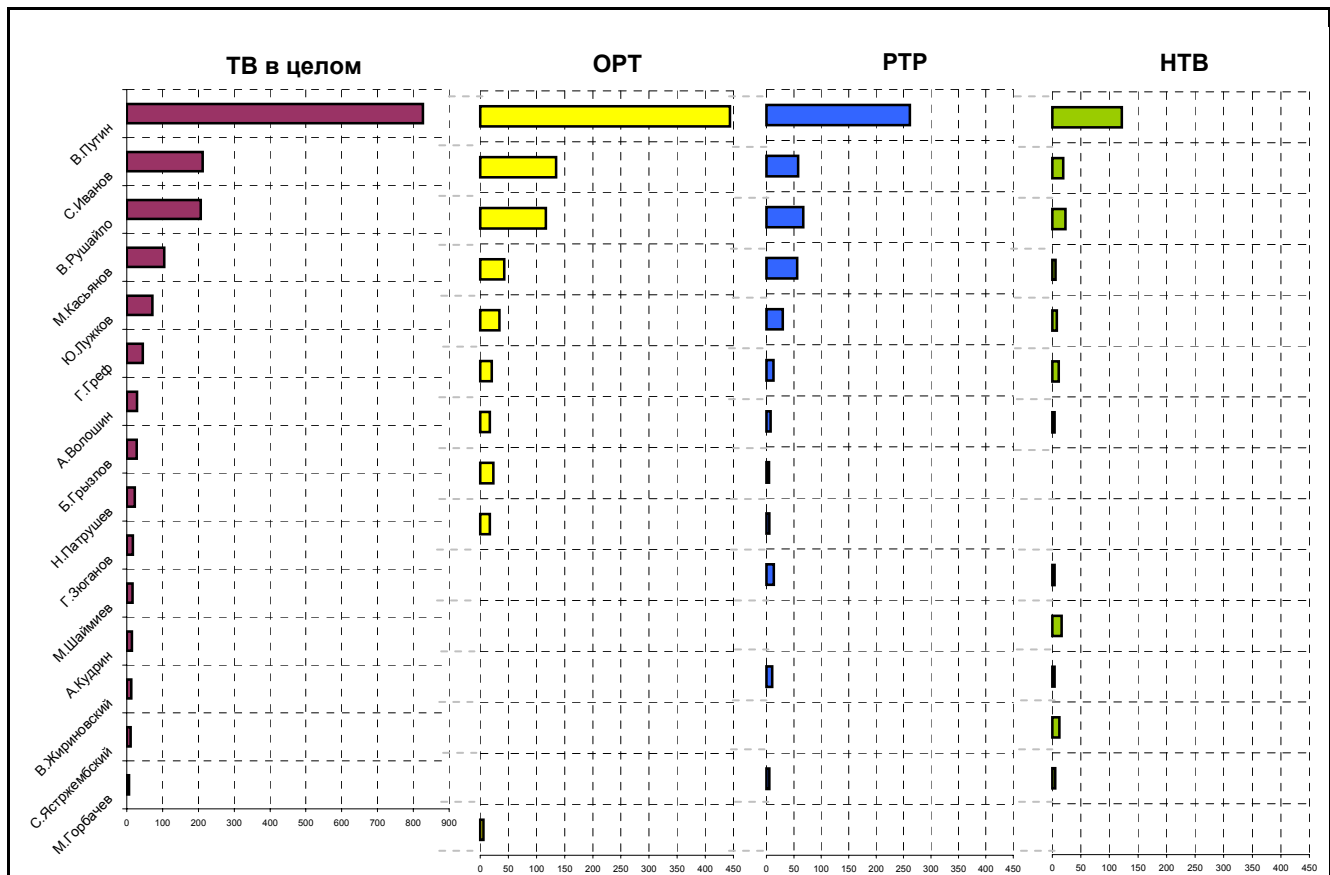 ТВ в целом
ОРТ
РТР
НТВ
В.Путин
С.Иванов
В.Рушайло
М.Касьянов
Ю.Лужков
Г.Греф
А.Волошин
Б.Грызлов
Н.Патрушев
Г.Зюганов
М.Шаймиев
А.Кудрин
В.Жириновский
С.Ястржембский
М.Горбачев
0 100 200 300 400 500 600 700 800 900
0 50 100 150 200 250 300 350 400 450
0 50 100 150 200 250 300 350 400 450
0 50 100 150 200 250 300 350 400 450